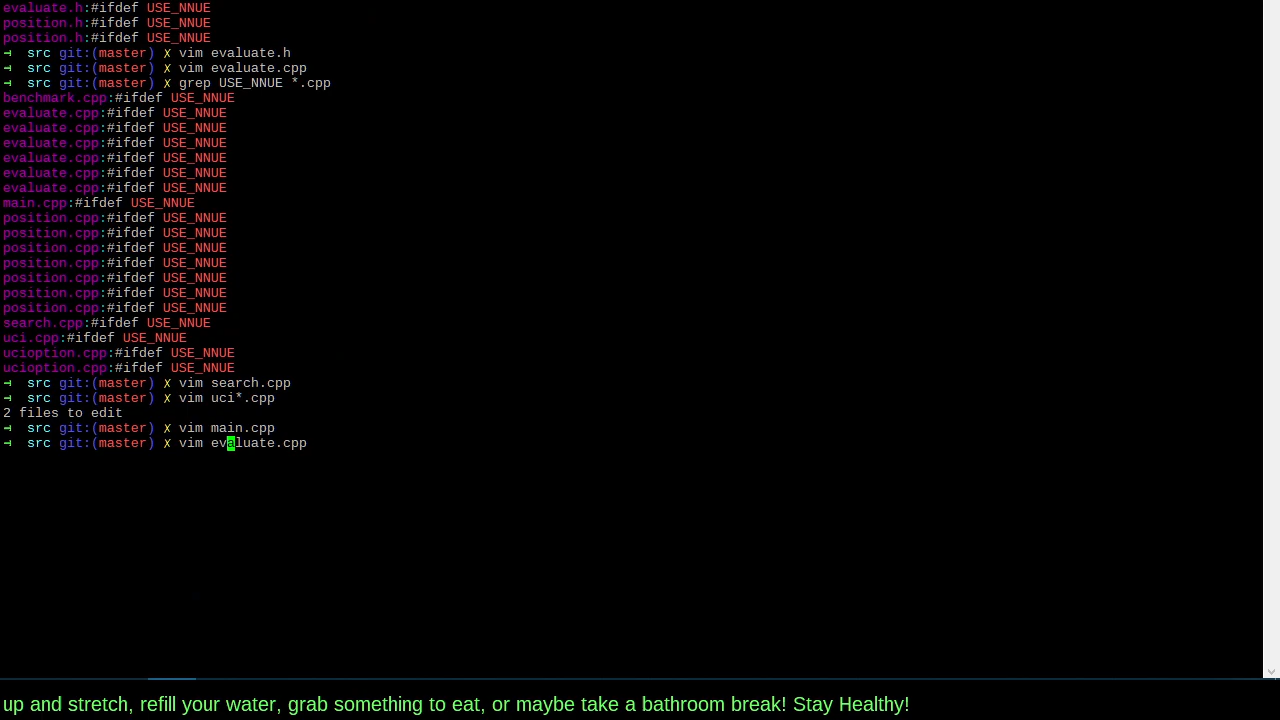 evaluate.h:#ifdef USE_NNUE
position.h:#ifdef USE_NNUE
position.h:#ifdef USE_NNUE
→ src git:(master) ✗ vim evaluate.h
→ src git:(master) ✗ vim evaluate.cpp
→ src git:(master) ✗ grep USE_NNUE *.cpp
benchmark.cpp:#ifdef USE_NNUE
evaluate.cpp:#ifdef USE_NNUE
evaluate.cpp:#ifdef USE_NNUE
evaluate.cpp:#ifdef USE_NNUE
evaluate.cpp:#ifdef USE_NNUE
evaluate.cpp:#ifdef USE_NNUE
evaluate.cpp:#ifdef USE_NNUE
main.cpp:#ifdef USE_NNUE
position.cpp:#ifdef USE_NNUE
position.cpp:#ifdef USE_NNUE
position.cpp:#ifdef USE_NNUE
position.cpp:#ifdef USE_NNUE
position.cpp:#ifdef USE_NNUE
position.cpp:#ifdef USE_NNUE
position.cpp:#ifdef USE_NNUE
search.cpp:#ifdef USE_NNUE
uci.cpp:#ifdef USE_NNUE
ucioption.cpp:#ifdef USE_NNUE
ucioption.cpp:#ifdef USE_NNUE
→ src git:(master) ✗ vim search.cpp
→ src git:(master) ✗ vim uci*.cpp
2 files to edit
→ src git:(master) ✗ vim main.cpp
→ src git:(master) ✗ vim evaluate.cpp
up and stretch, refill your water, grab something to eat, or maybe take a bathroom break! Stay Healthy!